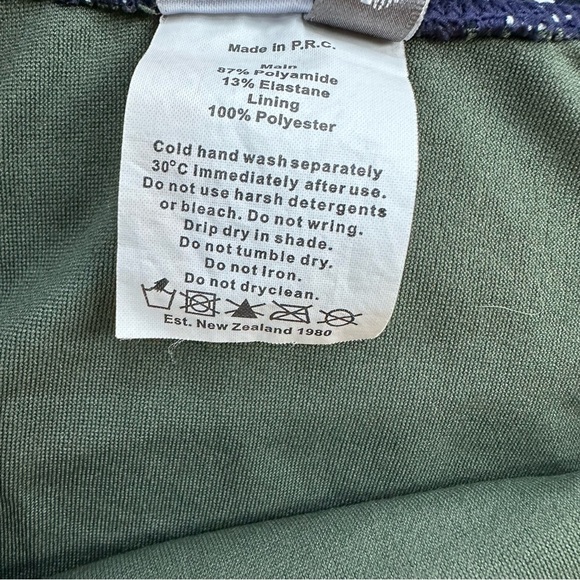 Made in P.R.C.
Main
87% Polyamide
13% Elastane
Lining
100% Polyester
Cold hand wash separately
30°C immediately after use.
Do not use harsh detergents
or bleach. Do not wring.
Drip dry in shade.
Do not tumble dry.
Do not Iron.
Do not dryclean.
Est. New Zealand 1980